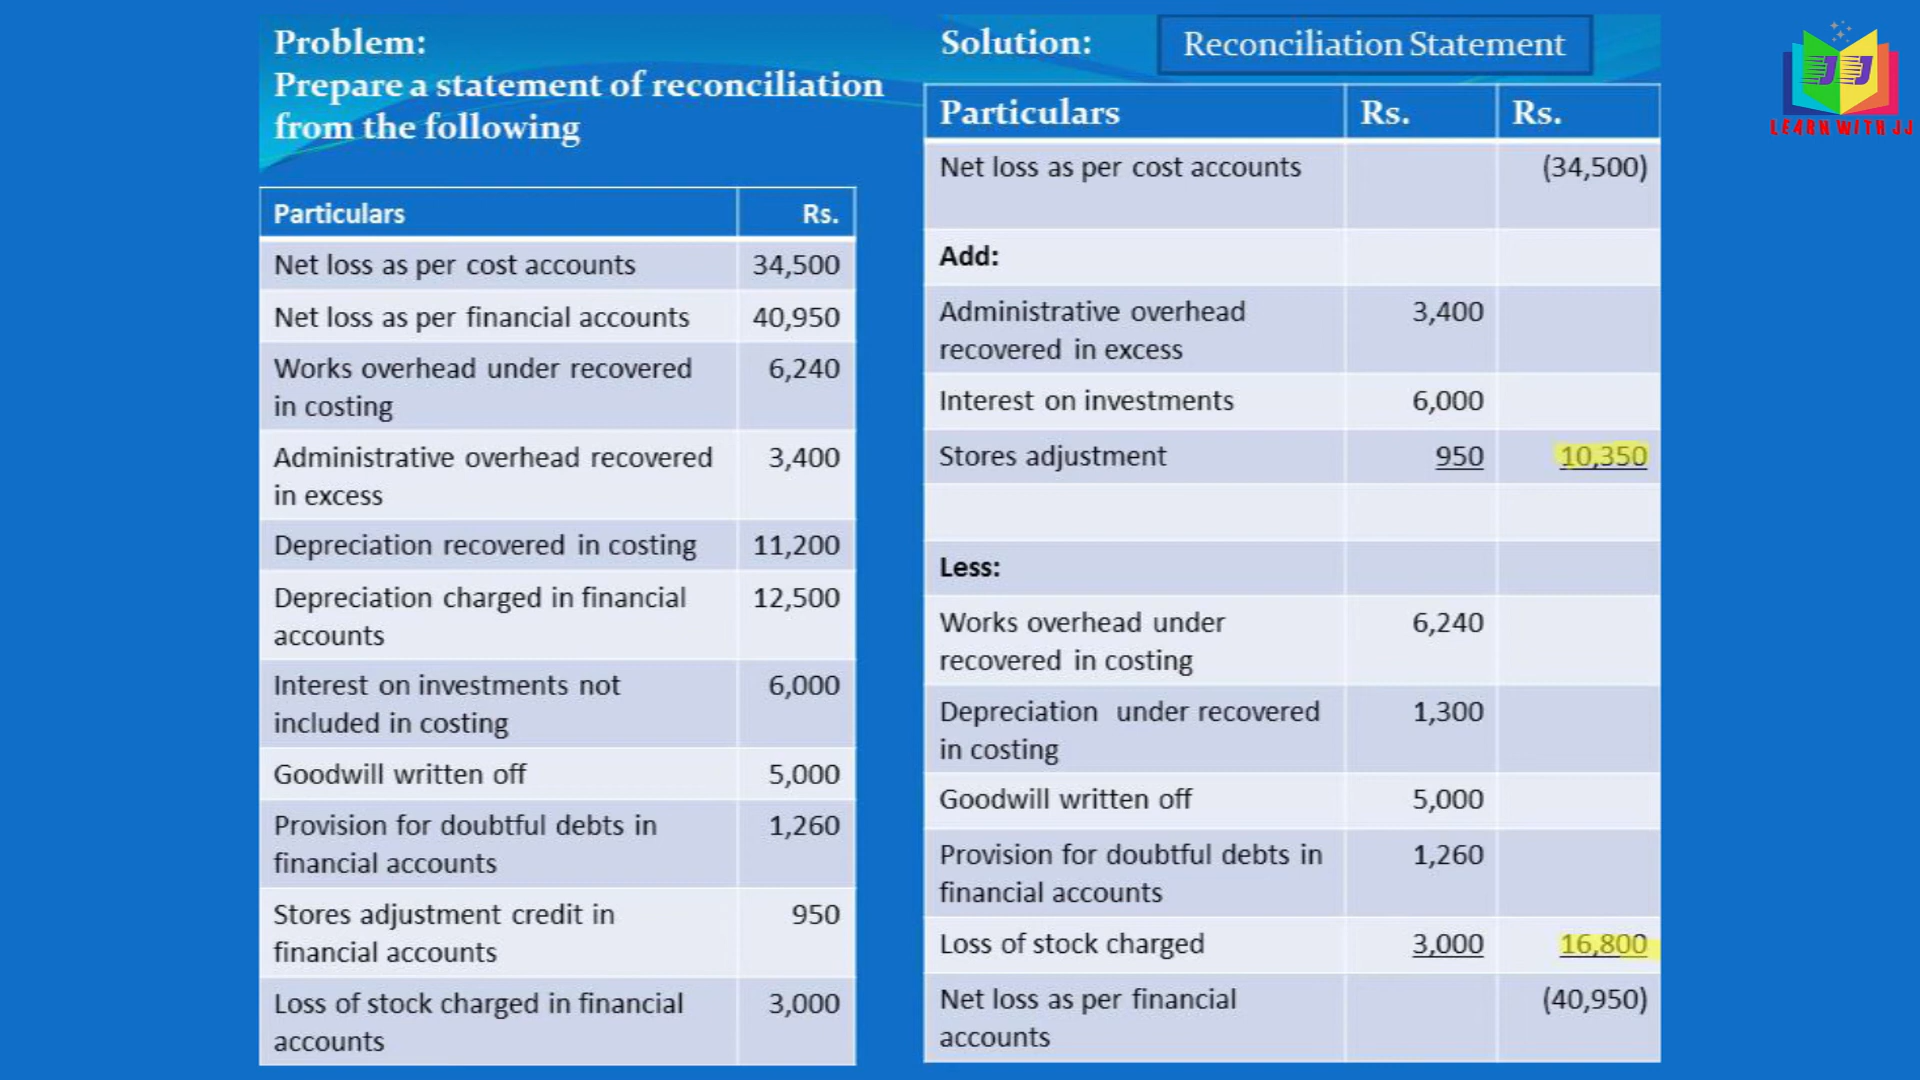 Problem:
Prepare a statement of reconciliation
from the following
Particulars Rs.
Net loss as per cost accounts 34,500
Net loss as per financial accounts 40,950
Works overhead under recovered 6,240
in costing
Administrative overhead recovered 3,400
in excess
Depreciation recovered in costing 11,200
Depreciation charged in financial 12,500
accounts
Interest on investments not 6,000
included in costing
Goodwill written off 5,000
Provision for doubtful debts in 1,260
financial accounts
Stores adjustment credit in 950
financial accounts
Loss of stock charged in financial 3,000
accounts
Solution: Reconciliation Statement
Particulars Rs. Rs.
Net loss as per cost accounts (34,500)
Add:
Administrative overhead 3,400
recovered in excess
Interest on investments 6,000
Stores adjustment 950 10,350
Less:
Works overhead under 6,240
recovered in costing
Depreciation under recovered 1,300
in costing
Goodwill written off 5,000
Provision for doubtful debts in 1,260
financial accounts
Loss of stock charged 3,000 16,800
Net loss as per financial (40,950)
accounts
JJ
LEARN WITH JJ